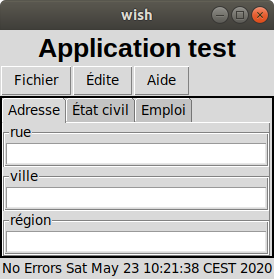 wish
Application test
Fichier Édite Aide
Adresse État civil Emploi
rue
ville
région
No Errors Sat May 23 10:21:38 CEST 2020